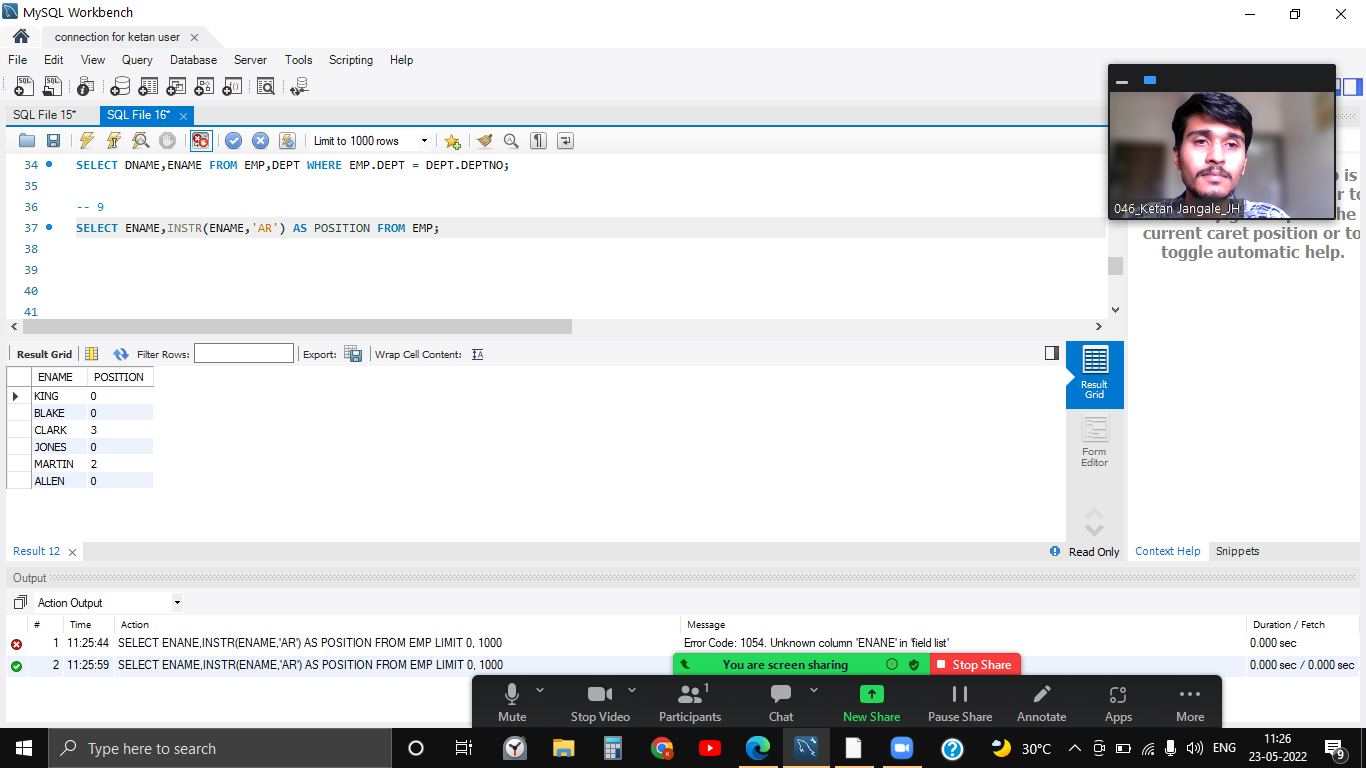 MySQL Workbench
connection for ketan user
File Edit View Query Database Server Tools Scripting Help
SQL File 15* SQL File 16*
Limit to 1000 rows
34 SELECT DNAME,ENAME FROM EMP,DEPT WHERE EMP.DEPT = DEPT.DEPTNO;
35
36 -- 9
37 SELECT ENAME,INSTR(ENAME,'AR') AS POSITION FROM EMP;
38
39
40
41
046_Ketan Jangale_JH
is
to
he
current caret position or to
toggle automatic help.
Result Grid Filter Rows: Export: Wrap Cell Content:
ENAME POSITION
KING 0
BLAKE 0
CLARK 3
JONES 0
MARTIN 2
ALLEN 0
Result
Grid
Form
Editor
Result 12 Read Only Context Help Snippets
Output
Action Output
# Time Action Message Duration / Fetch
1 11:25:44 SELECT ENANE,INSTR(ENAME,'AR') AS POSITION FROM EMP LIMIT 0, 1000 Error Code: 1054. Unknown column 'ENANE' in 'field list' 0.000 sec
2 11:25:59 SELECT ENAME,INSTR(ENAME,'AR') AS POSITION FROM EMP LIMIT 0, 1000 0.000 sec / 0.000 sec
You are screen sharing Stop Share
1
Mute Stop Video Participants Chat New Share Pause Share Annotate Apps More
Type here to search
30°C ENG 11:26
23-05-2022 9